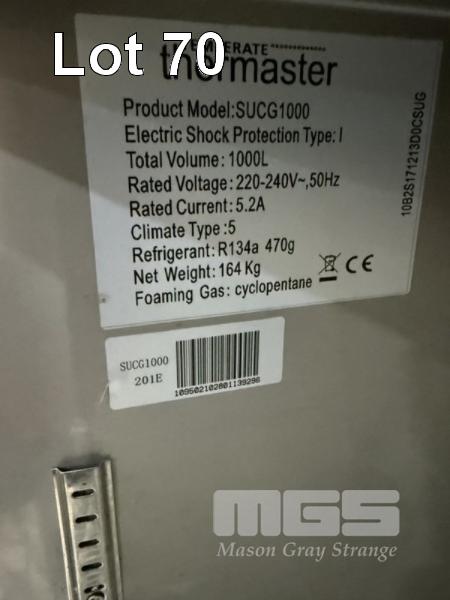 Lot 70
thermaster
Product Model:SUCG1000
Electric Shock Protection Type: I
Total Volume: 1000L
Rated Voltage: 220-240V~,50Hz
Rated Current: 5.2A
Climate Type: 5
Refrigerant: R134a 470g
Net Weight: 164 Kg
Foaming Gas: cyclopentane
CE
10B2S171213D0CSUG
SUCG1000
201E
109502102801139296
MGS
Mason Gray Strange